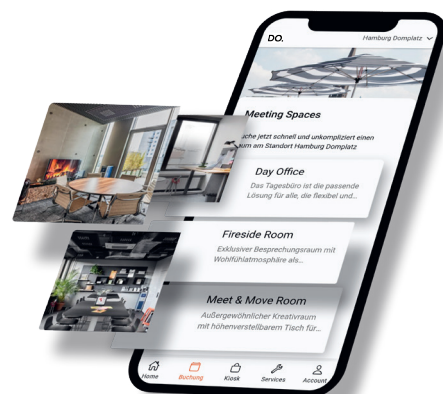 DO.
Hamburg Domplatz
Meeting Spaces
uche jetzt schnell und unkompliziert einen
um am Standort Hamburg Domplatz
Day Office
Das Tagesbüro ist die passende
Lösung für alle, die flexibel und...
Fireside Room
Exklusiver Besprechungsraum mit
Wohlfühlatmosphäre als...
Meet & Move Room
Außergewöhnlicher Kreativraum
mit höhenverstellbarem Tisch für...
Home
Buchung
Kiosk
Services
Account